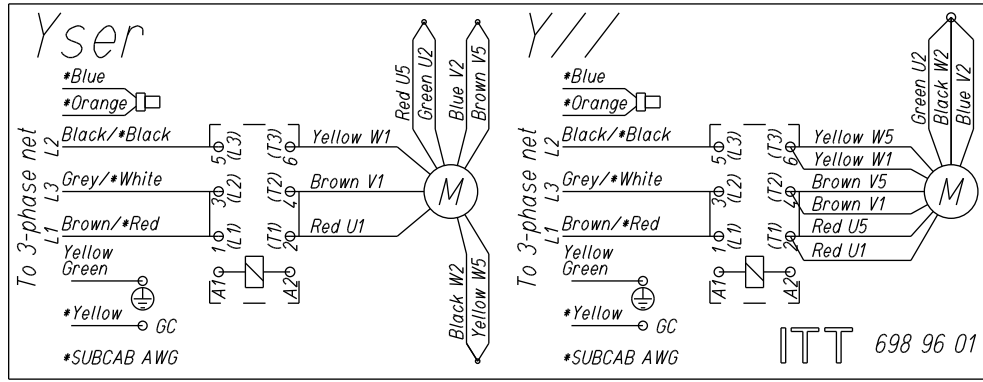 Yser
*Blue
*Orange
To 3-phase net
L2
Black/*Black
L3
Grey/*White
L1
Brown/*Red
Yellow
Green
*Yellow
GC
*SUBCAB AWG
5 (L3)
(T3) 6
3 (L2)
(T2) 4
1 (L1)
(T1) 2
A1
A2
Yellow W1
Brown V1
Red U1
Red U5
Green U2
Blue V2
Brown V5
M
Black W2
Yellow W5
Y//
*Blue
*Orange
To 3-phase net
L2
Black/*Black
L3
Grey/*White
L1
Brown/*Red
Yellow
Green
*Yellow
GC
*SUBCAB AWG
5 (L3)
(T3) 6
3 (L2)
(T2) 4
1 (L1)
(T1) 2
A1
A2
Yellow W5
Yellow W1
Brown V5
Brown V1
Red U5
Red U1
Green U2
Black W2
Blue V2
M
ITT 698 96 01